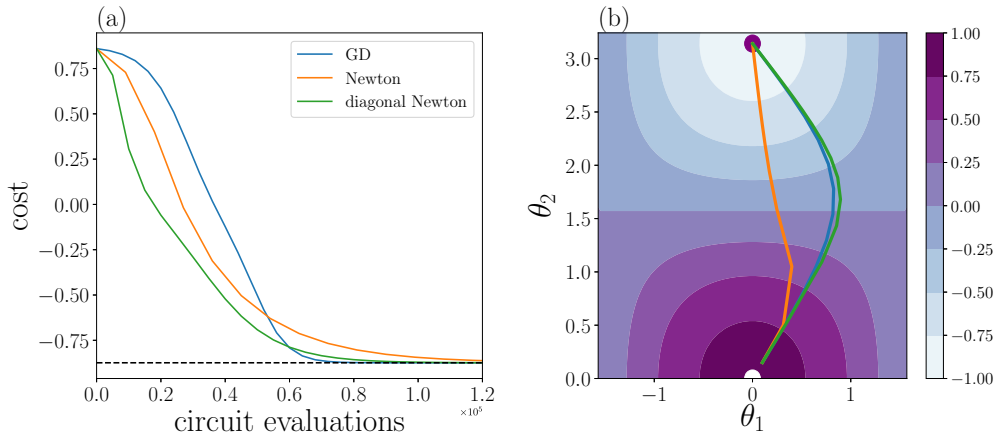 (a)
GD
Newton
diagonal Newton
cost
0.75
0.50
0.25
0.00
−0.25
−0.50
−0.75
0.0 0.2 0.4 0.6 0.8 1.0 1.2
×10⁵
circuit evaluations
(b)
θ₂
3.0
2.5
2.0
1.5
1.0
0.5
0.0
−1 0 1
θ₁
1.00
0.75
0.50
0.25
0.00
−0.25
−0.50
−0.75
−1.00